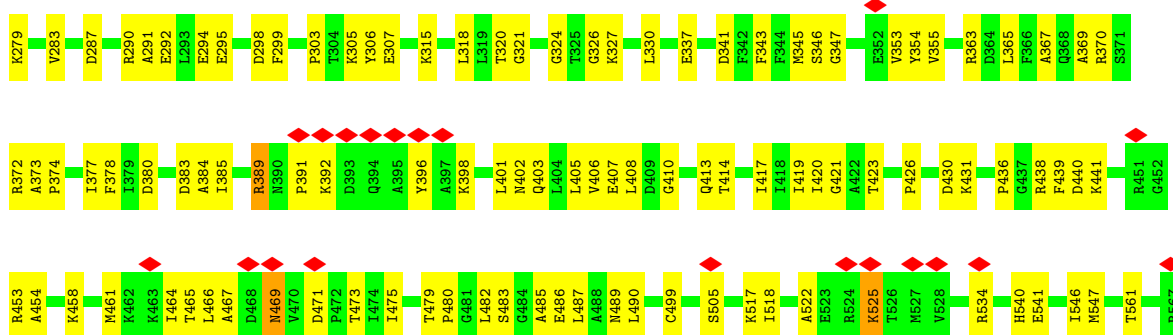 K279 V283 D287 R290 A291 E292 L293 E294 E295 D298 F299 P303 T304 K305 Y306 E307 K315 L318 L319 T320 G321 G324 T325 G326 K327 L330 E337 D341 F342 F343 F344 M345 S346 G347 E352 V353 Y354 V355 R363 D364 L365 F366 A367 Q368 A369 R370 S371
R372 A373 P374 I377 F378 I379 D380 D383 A384 I385 R389 N390 P391 K392 D393 Q394 A395 Y396 A397 K398 L401 N402 Q403 L404 L405 V406 E407 L408 D409 G410 Q413 T414 I417 I418 I419 I420 G421 A422 T423 P426 D430 K431 P436 G437 R438 F439 D440 K441 R451 G452
R453 A454 K458 M461 K462 K463 I464 T465 L466 A467 D468 N469 V470 D471 P472 T473 I474 I475 T479 P480 G481 L482 S483 G484 A485 E486 L487 A488 N489 L490 C499 S505 K517 I518 A522 E523 R524 K525 T526 M527 V528 R534 H540 E541 I546 M547 T561